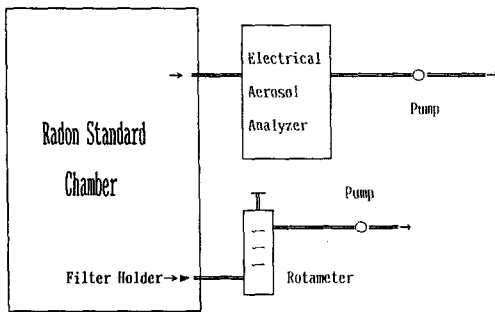 Electrical
Aerosol
Analyzer
Pump
Radon Standard
Chamber
Pump
Filter Holder
Rotameter